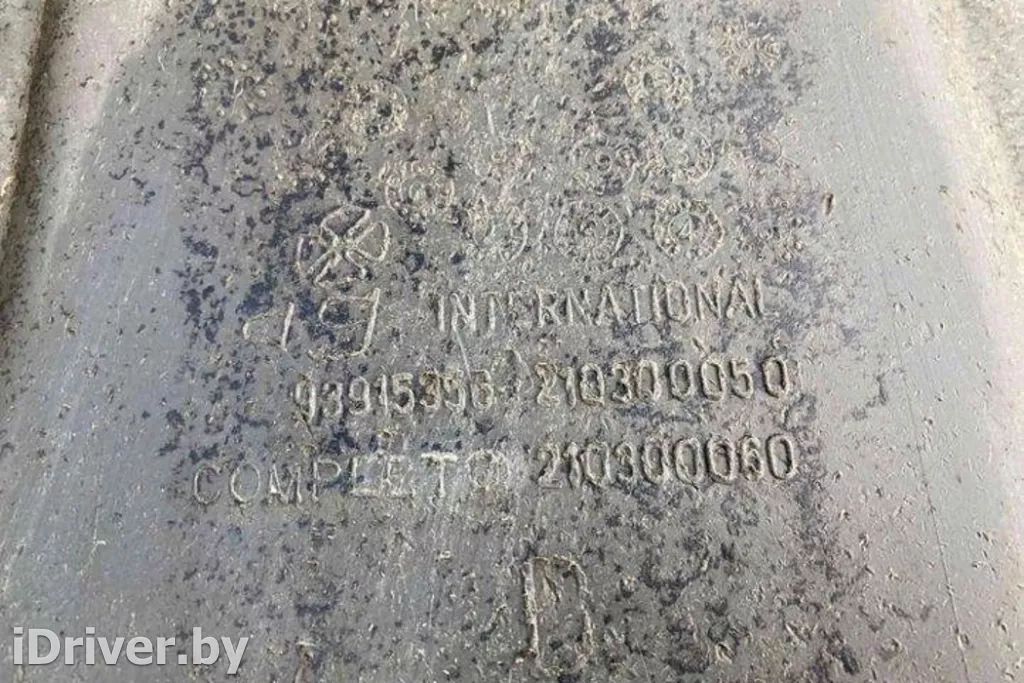 INTERNATIONAL
93915356 210300050
COMPLETO 210300060
D
iDriver.by